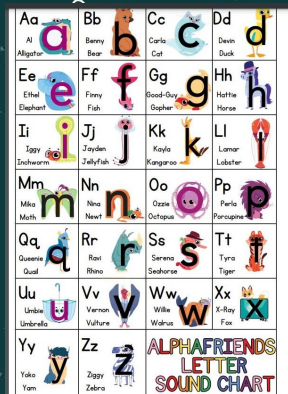 Aa
Al
Alligator
a
Bb
Benny
Bear
b
Cc
Carla
Cat
c
Dd
Devin
Duck
d
Ee
Ethel
Elephant
e
Ff
Finny
Fish
f
Gg
Good-Guy
Gopher
g
Hh
Hattie
Horse
h
Ii
Iggy
Inchworm
i
Jj
Jayden
Jellyfish
j
Kk
Kayla
Kangaroo
k
Ll
Lamar
Lobster
l
Mm
Mika
Moth
m
Nn
Nina
Newt
n
Oo
Ozzie
Octopus
o
Pp
Perla
Porcupine
p
Qq
Queenie
Quail
q
Rr
Ravi
Rhino
r
Ss
Serena
Seahorse
s
Tt
Tyra
Tiger
t
Uu
Umbie
Umbrella
u
Vv
Vernon
Vulture
v
Ww
Willie
Walrus
w
Xx
X-Ray
Fox
x
Yy
Yoko
Yam
y
Zz
Ziggy
Zebra
z
ALPHAFRIENDS
LETTER
SOUND CHART